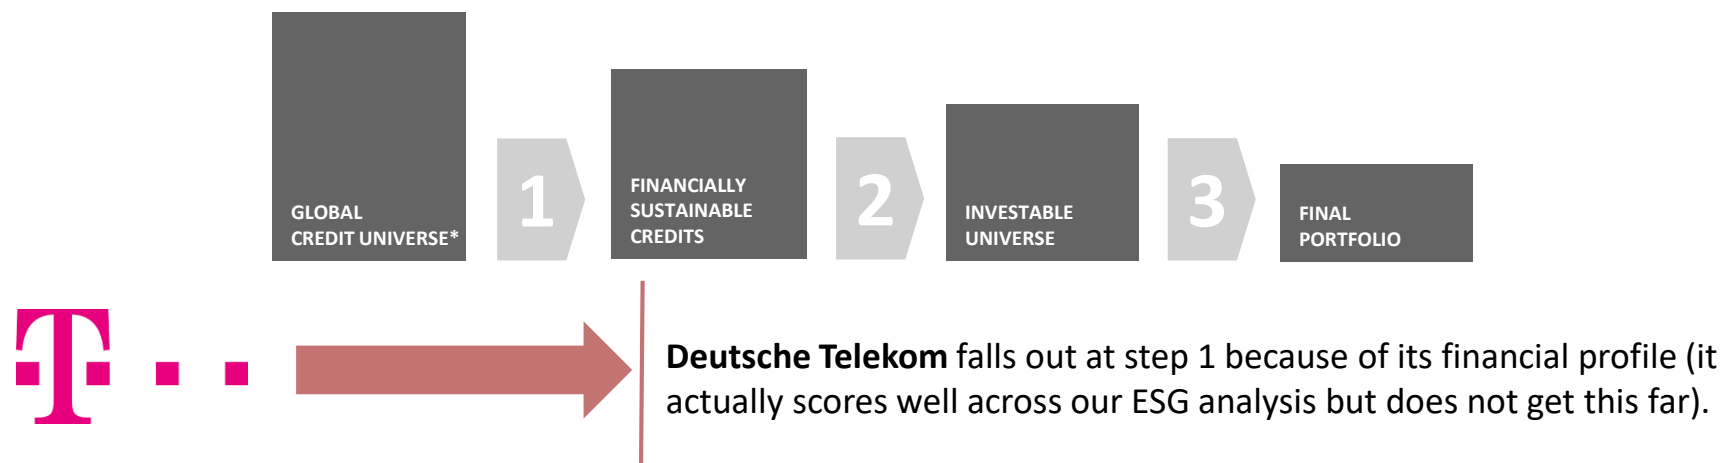 GLOBAL
CREDIT UNIVERSE*
1
FINANCIALLY
SUSTAINABLE
CREDITS
2
INVESTABLE
UNIVERSE
3
FINAL
PORTFOLIO
T
Deutsche Telekom falls out at step 1 because of its financial profile (it
actually scores well across our ESG analysis but does not get this far).